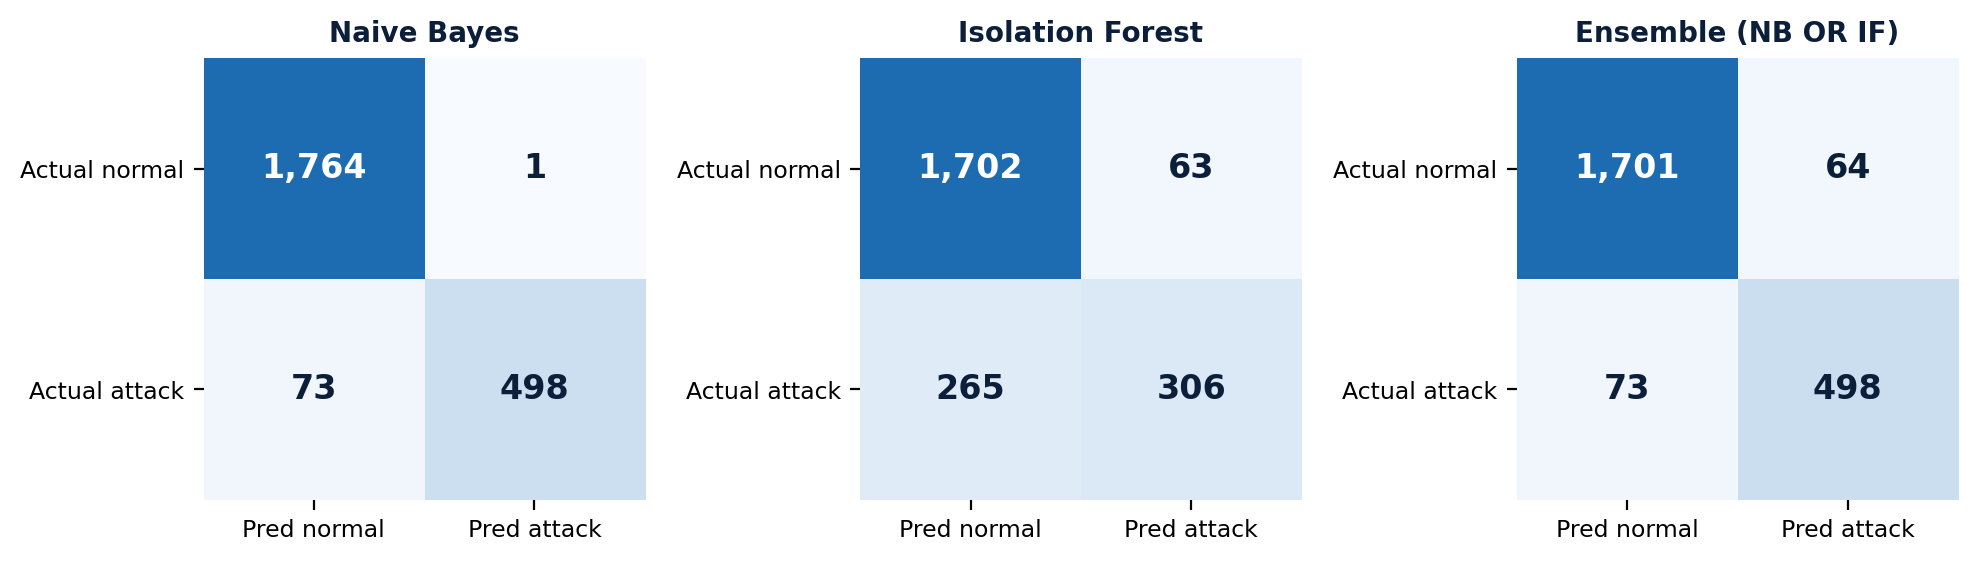 Naive Bayes
Actual normal
1,764
1
Actual attack
73
498
Pred normal
Pred attack
Isolation Forest
Actual normal
1,702
63
Actual attack
265
306
Pred normal
Pred attack
Ensemble (NB OR IF)
Actual normal
1,701
64
Actual attack
73
498
Pred normal
Pred attack